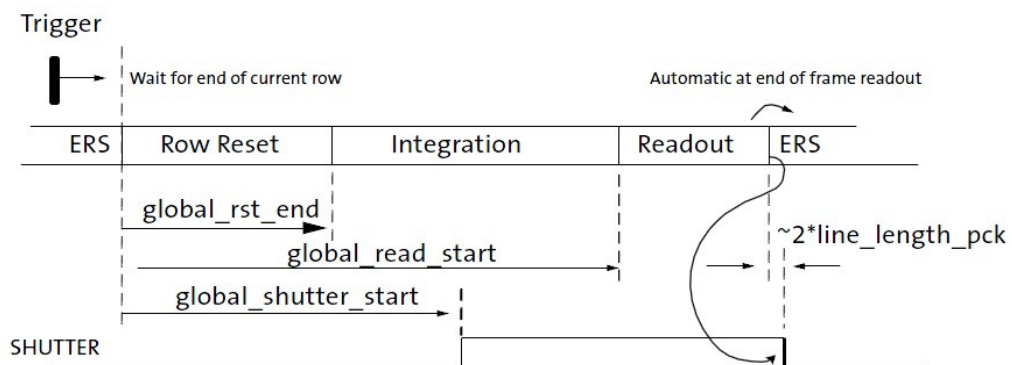 Trigger
Wait for end of current row
Automatic at end of frame readout
ERS Row Reset Integration Readout ERS
global_rst_end
~2*line_length_pck
global_read_start
global_shutter_start
SHUTTER